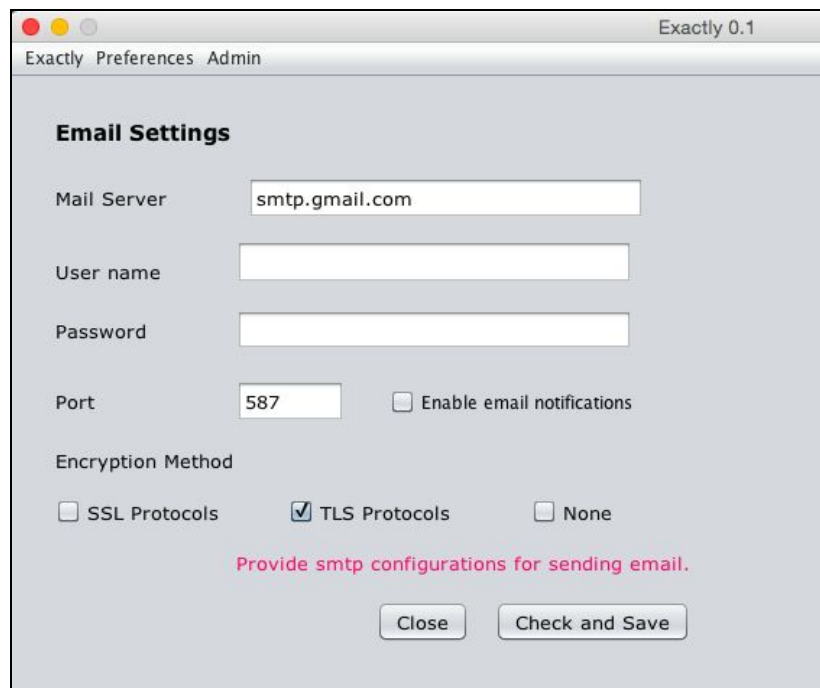 Exactly 0.1
Exactly Preferences Admin
Email Settings
Mail Server smtp.gmail.com
User name
Password
Port 587 Enable email notifications
Encryption Method
SSL Protocols TLS Protocols None
Provide smtp configurations for sending email.
Close Check and Save